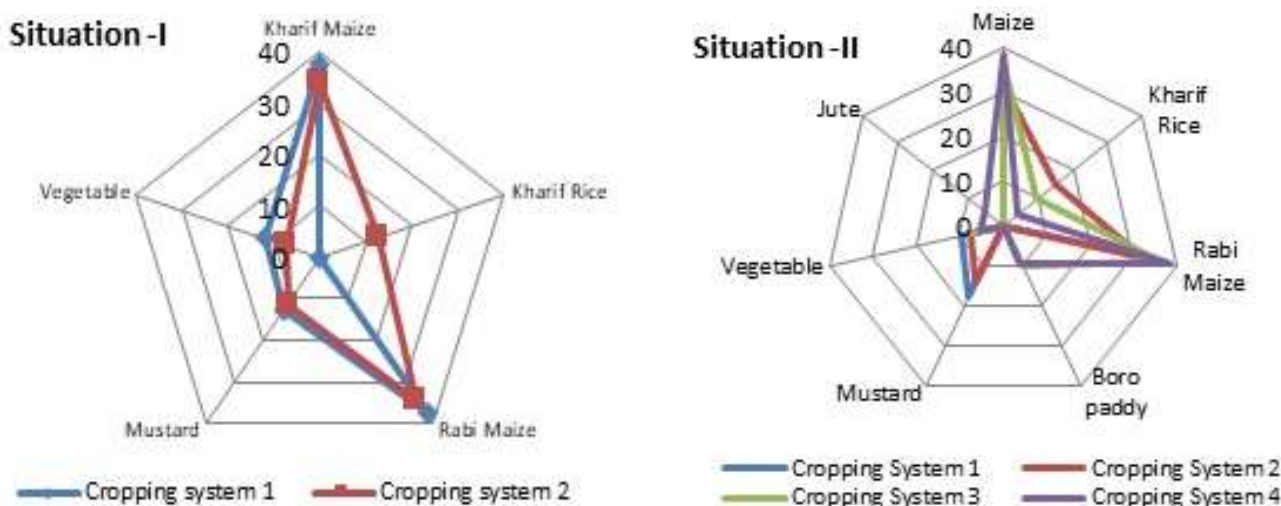 Situation -I
Kharif Maize
40
30
20
10
0
Vegetable
Kharif Rice
Mustard
Rabi Maize
Cropping system 1
Cropping system 2
Situation -II
Maize
40
30
20
10
0
Jute
Kharif
Rice
Vegetable
Rabi
Maize
Mustard
Boro
paddy
Cropping System 1
Cropping System 2
Cropping System 3
Cropping System 4